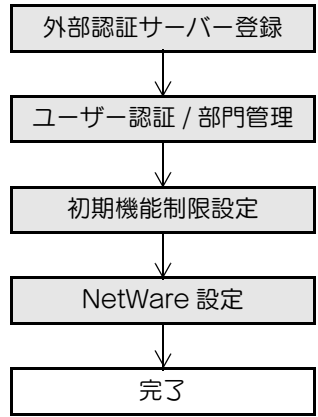 外部認証サーバー登録
ユーザー認証 / 部門管理
初期機能制限設定
NetWare 設定
完了